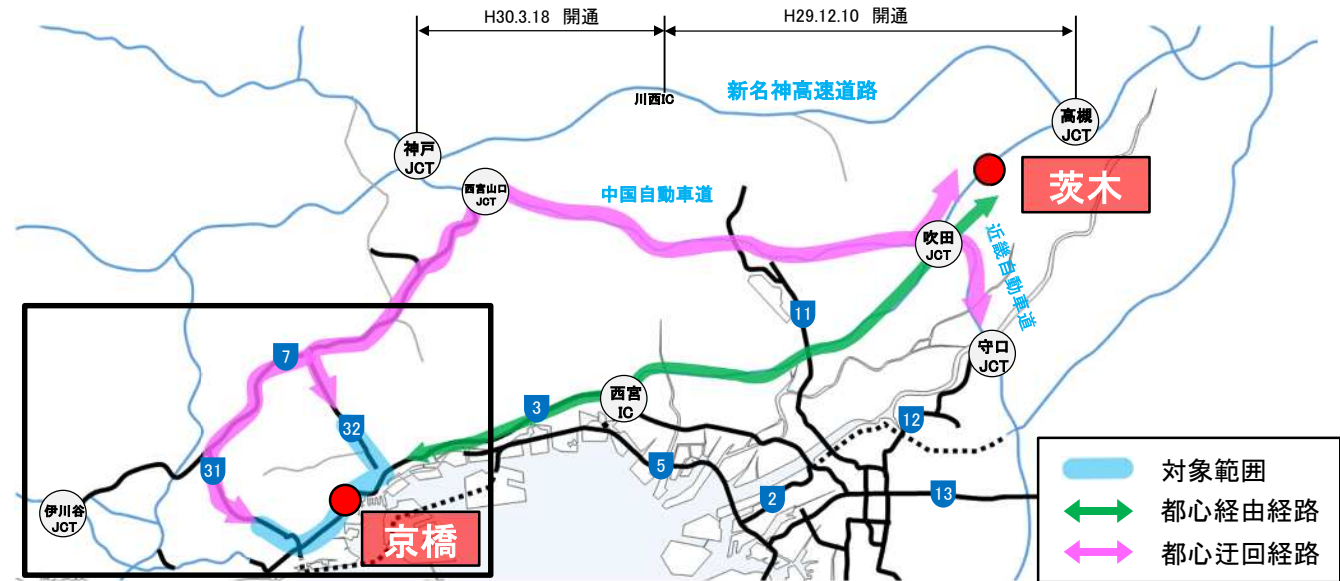 H30.3.18 開通
H29.12.10 開通
新名神高速道路
川西IC
高槻
JCT
神戸
JCT
西宮山口
JCT
中国自動車道
茨木
吹田
JCT
近畿自動車道
11
7
守口
JCT
西宮
IC
3
32
12
31
5
2
13
伊川谷
JCT
京橋
対象範囲
都心経由経路
都心迂回経路